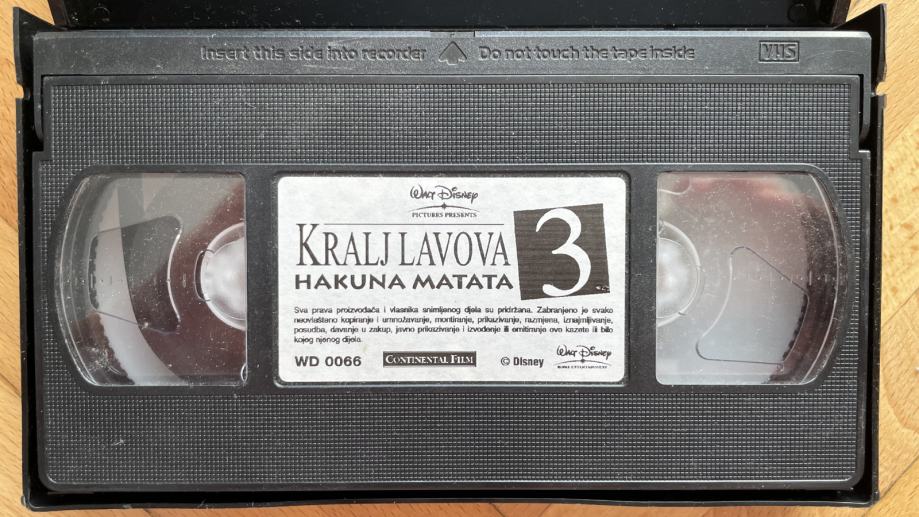 Insert this side into recorder Do not touch the tape inside VHS
Walt Disney
PICTURES PRESENTS
KRALJ LAVOVA 3
HAKUNA MATATA
Sva prava proizvođača i vlasnika snimljenog djela su pridržana. Zabranjeno je svako
neovlašteno kopiranje i umnožavanje, montiranje, prikazivanje, razmjena, iznajmljivanje,
posudba, davanje u zakup, javno prikazivanje i izvođenje ili emitiranje ove kazete ili bilo
kojeg njenog dijela.
WD 0066 CONTINENTAL FILM © Disney Walt Disney
HOME ENTERTAINMENT